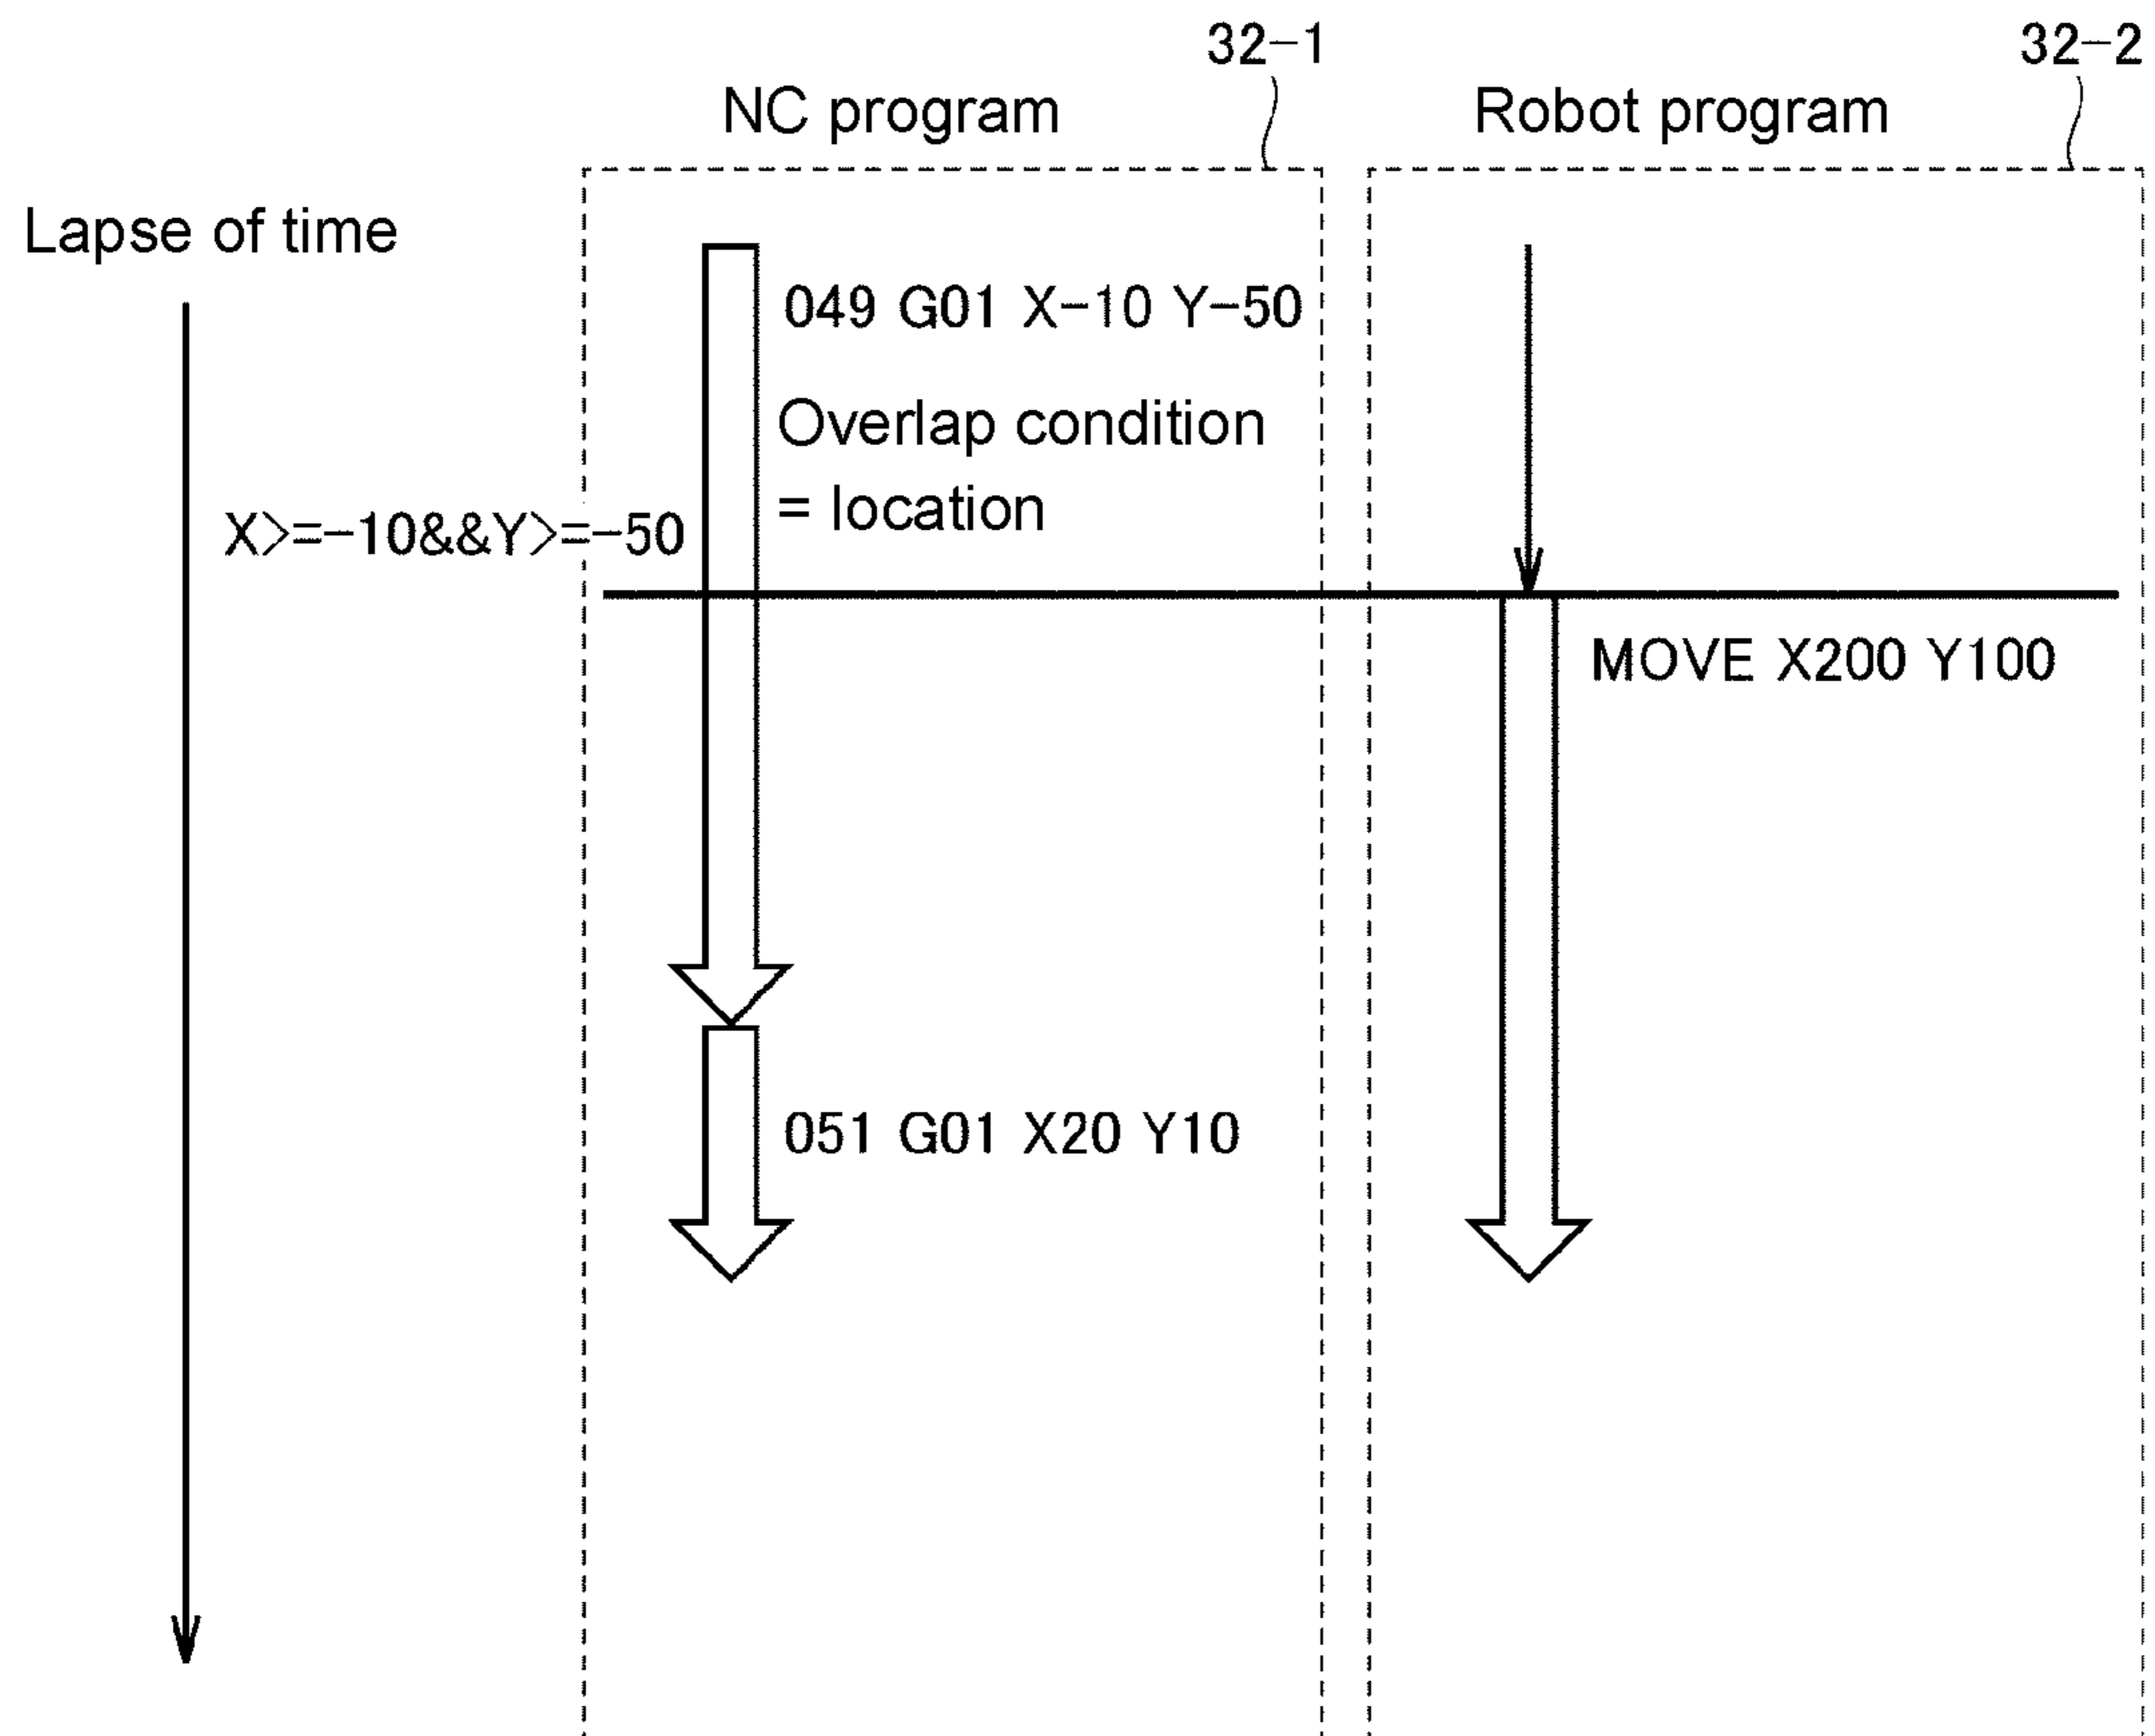 32-1
32-2
NC program
Robot program
Lapse of time
049 G01 X-10 Y-50
Overlap condition
= location
X>=-10&&Y>=-50
MOVE X200 Y100
051 G01 X20 Y10